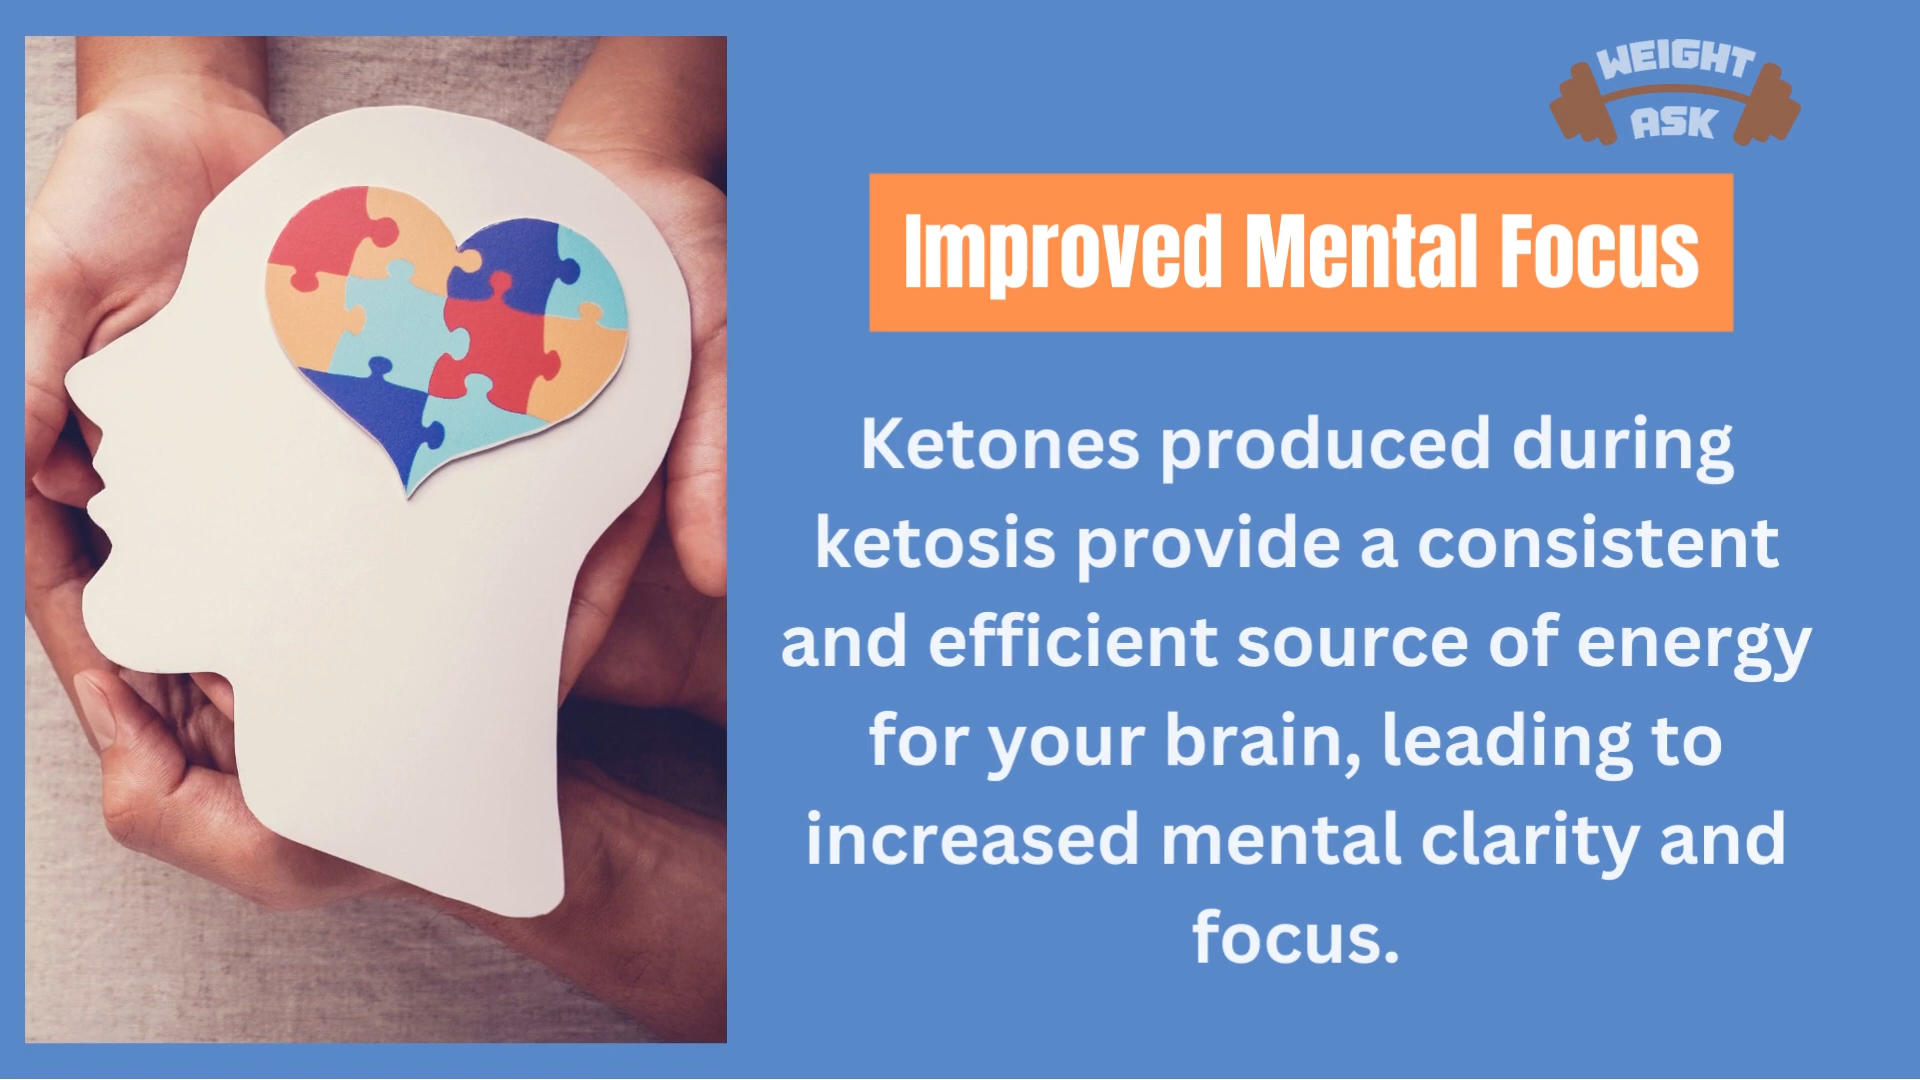 WEIGHT
ASK
Improved Mental Focus
Ketones produced during
ketosis provide a consistent
and efficient source of energy
for your brain, leading to
increased mental clarity and
focus.